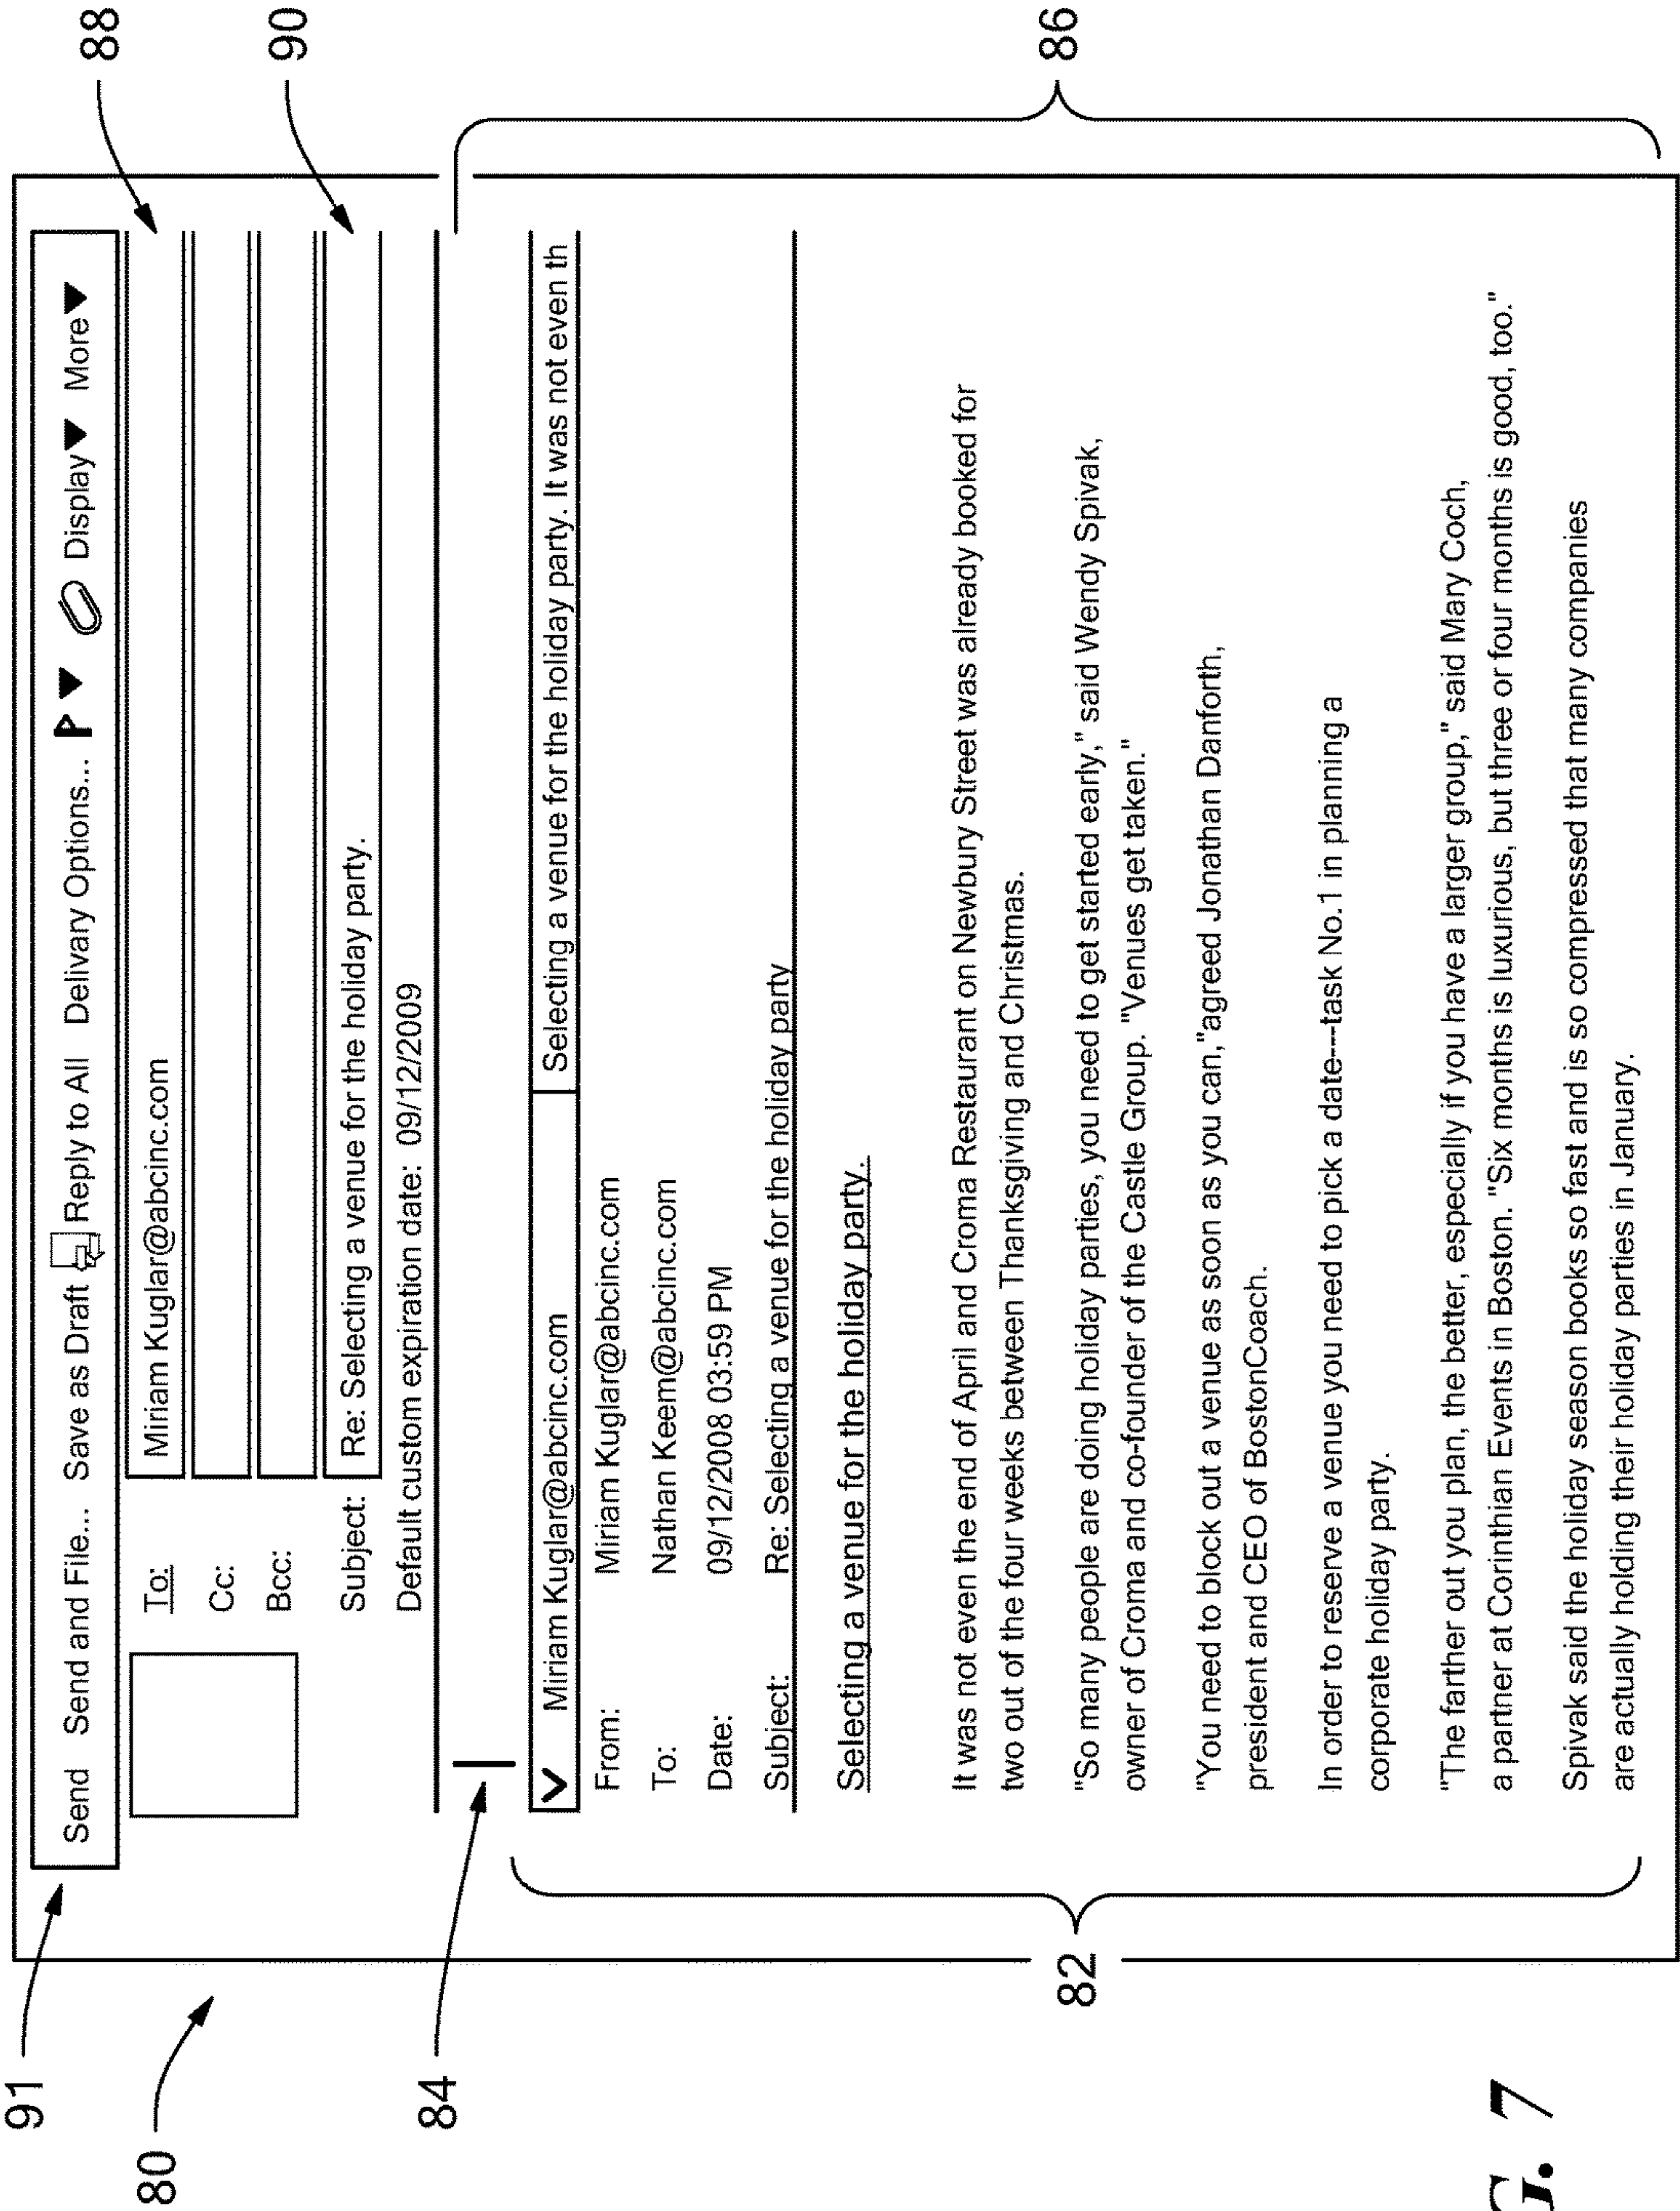 91
80
Send   Send and File...   Save as Draft   Reply to All   Delivary Options...   Display   More
88
To:   Miriam Kuglar@abcinc.com
Cc:
Bcc:
90
Subject:   Re: Selecting a venue for the holiday party.
Default custom expiration date:  09/12/2009
84
86
Miriam Kuglar@abcinc.com   Selecting a venue for the holiday party. It was not even th
From:   Miriam Kuglar@abcinc.com
To:   Nathan Keem@abcinc.com
Date:   09/12/2008 03:59 PM
Subject:   Re: Selecting a venue for the holiday party
Selecting a venue for the holiday party.
82
It was not even the end of April and Croma Restaurant on Newbury Street was already booked for
two out of the four weeks between Thanksgiving and Christmas.
"So many people are doing holiday parties, you need to get started early," said Wendy Spivak,
owner of Croma and co-founder of the Castle Group. "Venues get taken."
"You need to block out a venue as soon as you can,"agreed Jonathan Danforth,
president and CEO of BostonCoach.
In order to reserve a venue you need to pick a date---task No.1 in planning a
corporate holiday party.
"The farther out you plan, the better, especially if you have a larger group," said Mary Coch,
a partner at Corinthian Events in Boston. "Six months is luxurious, but three or four months is good, too."
Spivak said the holiday season books so fast and is so compressed that many companies
are actually holding their holiday parties in January.
G. 7